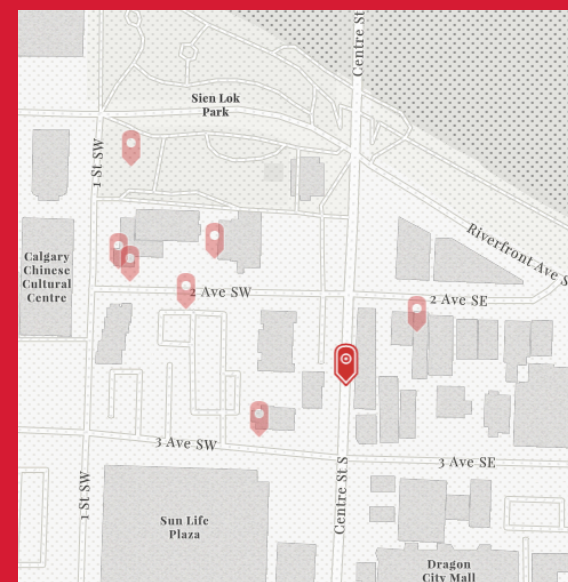 Centre St
Sien Lok
Park
1 St SW
Riverfront Ave S
Calgary
Chinese
Cultural
Centre
2 Ave SW
2 Ave SE
3 Ave SW
3 Ave SE
1 St SW
Centre St S
Sun Life
Plaza
Dragon
City Mall